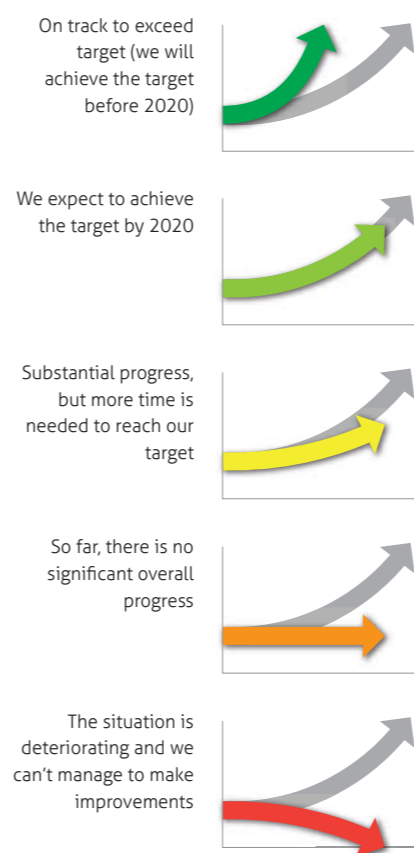 On track to exceed
target (we will
achieve the target
before 2020)
We expect to achieve
the target by 2020
Substantial progress,
but more time is
needed to reach our
target
So far, there is no
significant overall
progress
The situation is
deteriorating and we
can’t manage to make
improvements